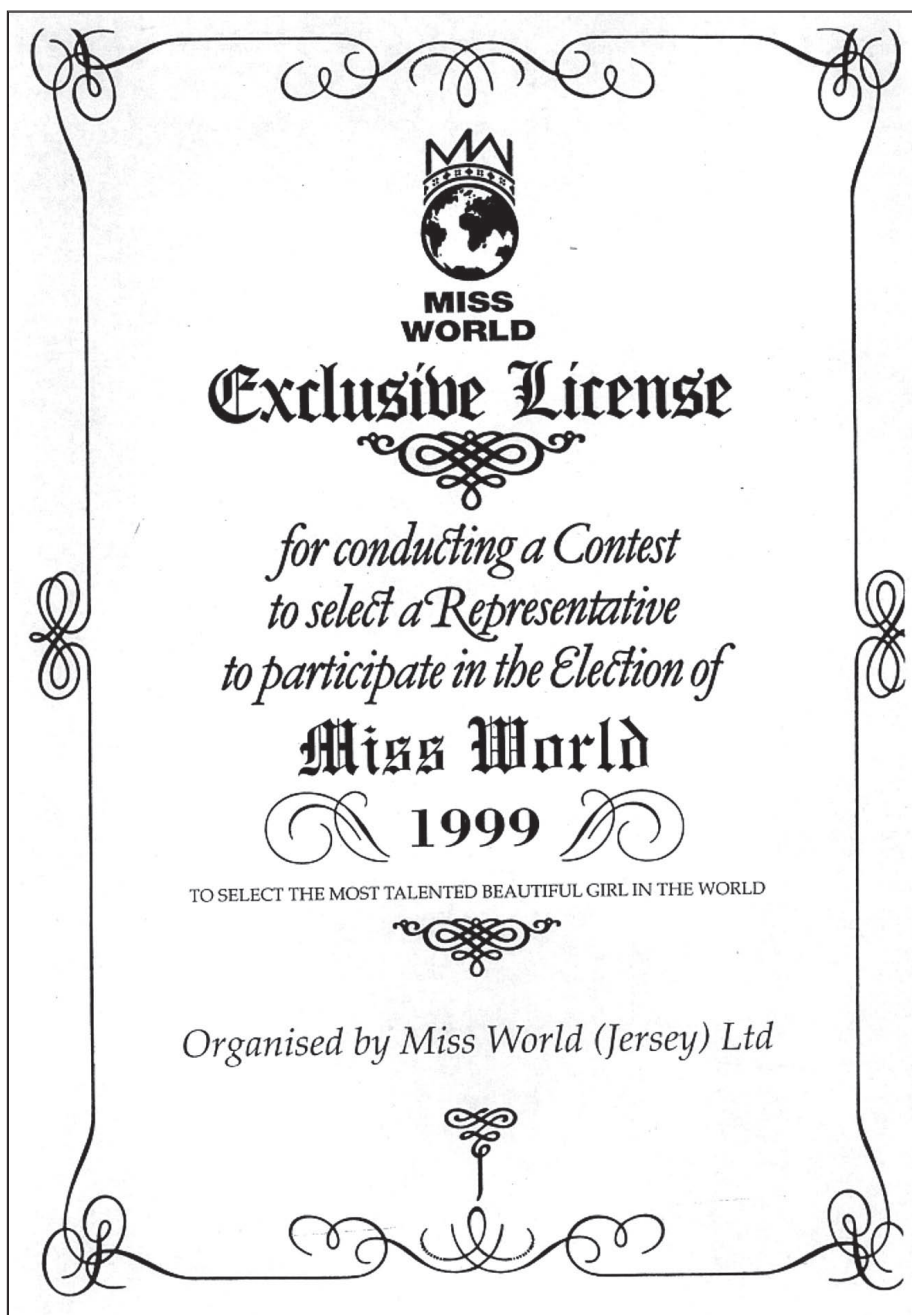 MISS
WORLD
Exclusive License
for conducting a Contest
to select a Representative
to participate in the Election of
Miss World
1999
TO SELECT THE MOST TALENTED BEAUTIFUL GIRL IN THE WORLD
Organised by Miss World (Jersey) Ltd